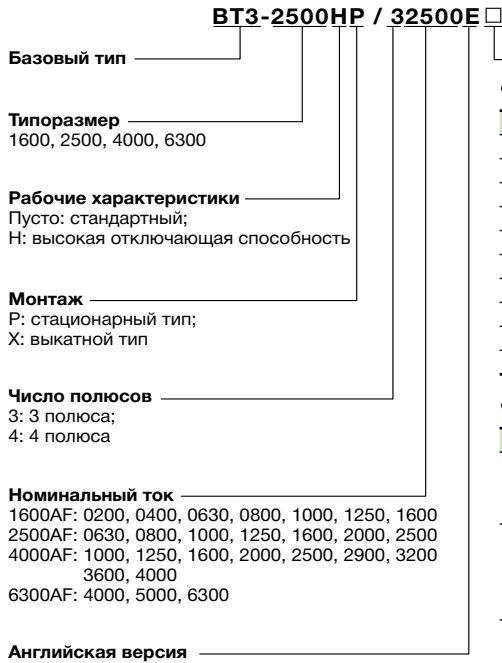 BT3-2500HP / 32500E□
Базовый тип
Типоразмер
1600, 2500, 4000, 6300
Рабочие характеристики
Пусто: стандартный;
H: высокая отключающая способность
Монтаж
P: стационарный тип;
X: выкатной тип
Число полюсов
3: 3 полюса;
4: 4 полюса
Номинальный ток
1600AF: 0200, 0400, 0630, 0800, 1000, 1250, 1600
2500AF: 0630, 0800, 1000, 1250, 1600, 2000, 2500
4000AF: 1000, 1250, 1600, 2000, 2500, 2900, 3200
3600, 4000
6300AF: 4000, 5000, 6300
Английская версия